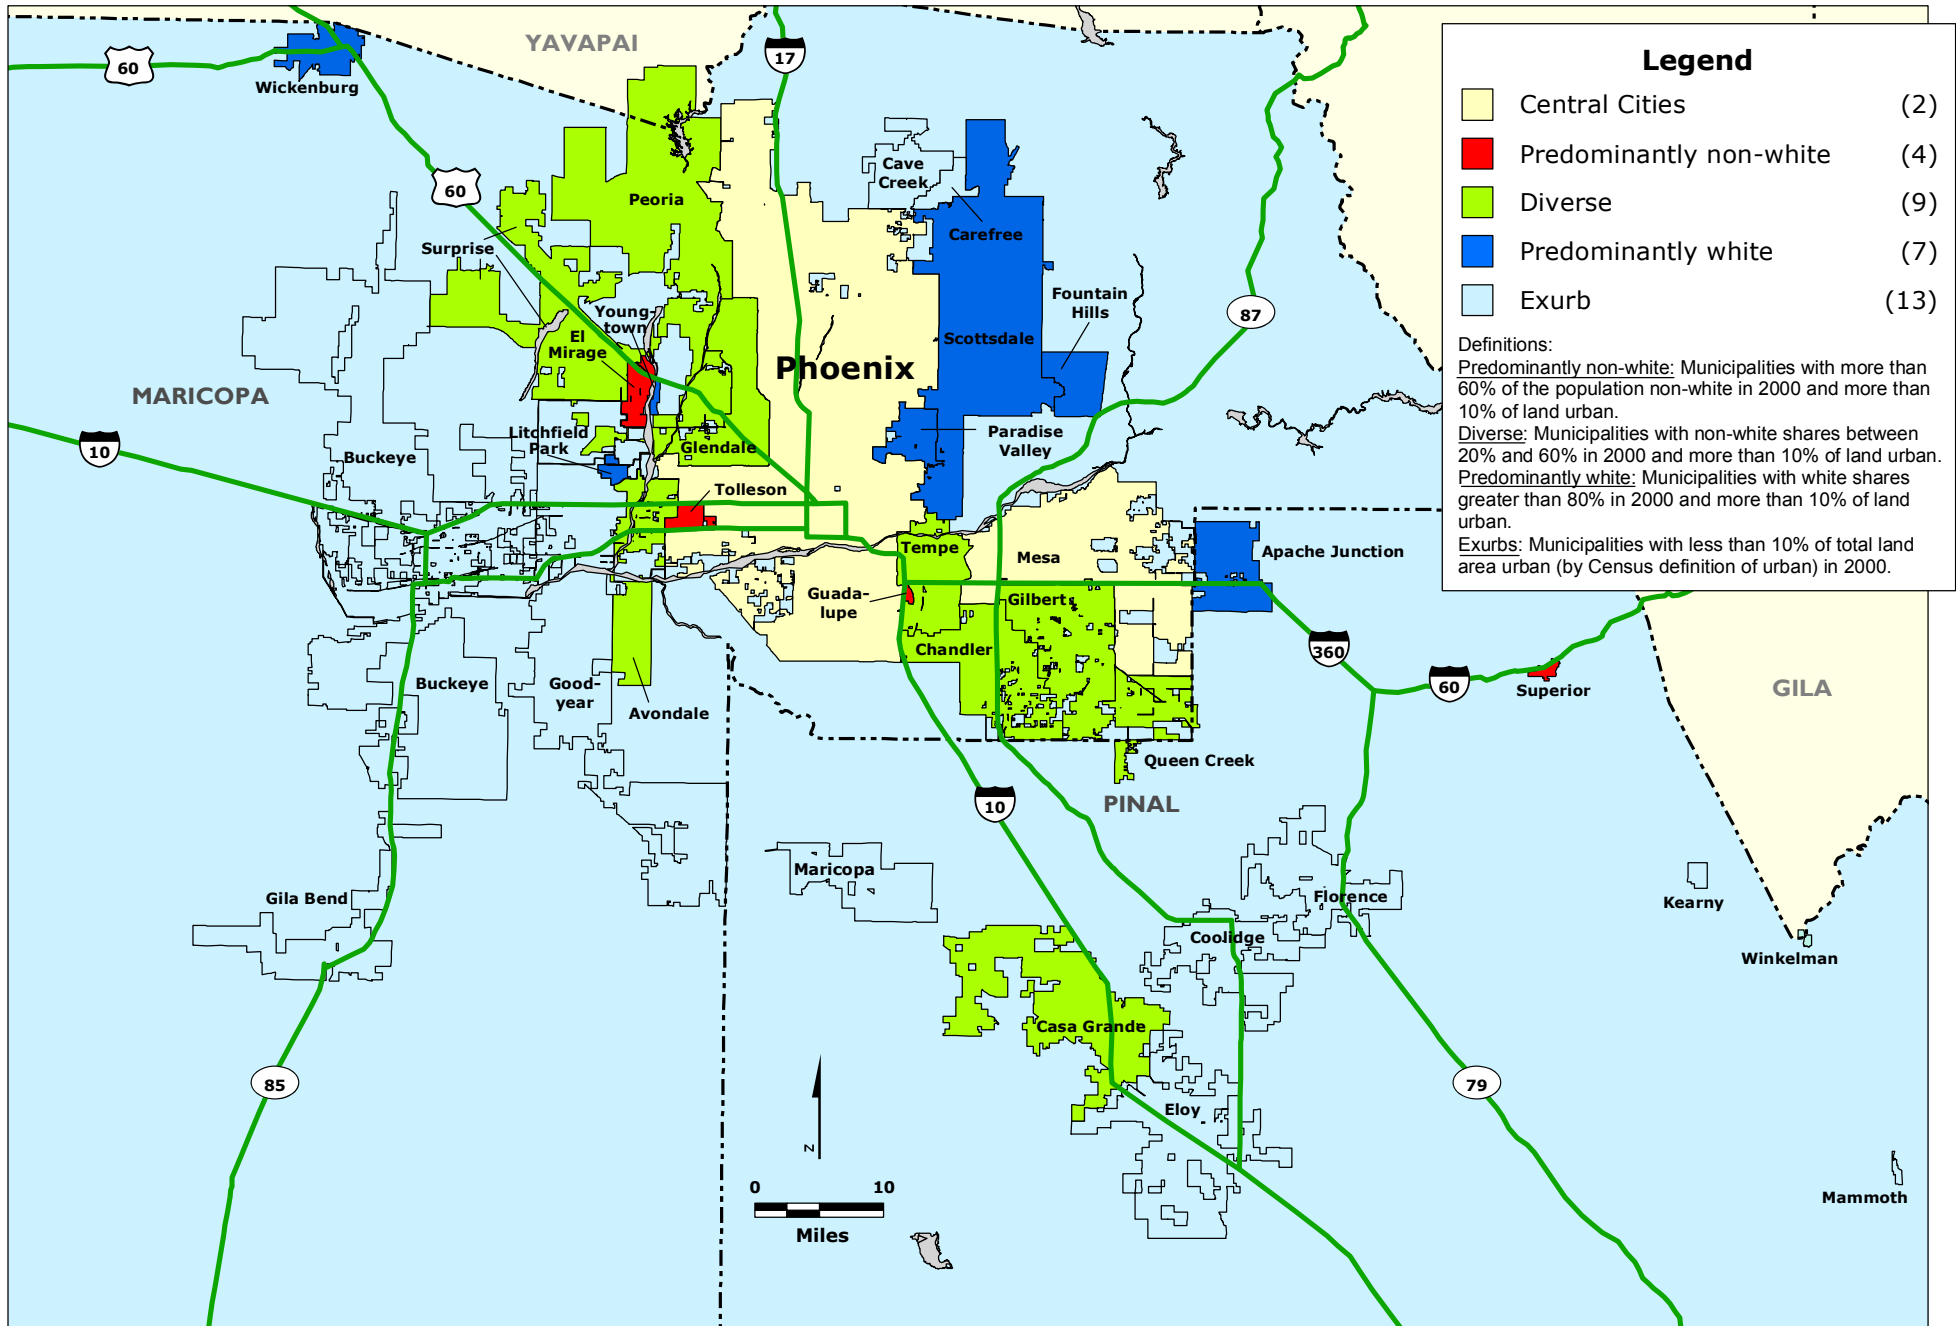 YAVAPAI
17
60
Wickenburg
Legend
Central Cities (2)
Predominantly non-white (4)
Diverse (9)
Predominantly white (7)
Exurb (13)
Definitions:
Predominantly non-white: Municipalities with more than
60% of the population non-white in 2000 and more than
10% of land urban.
Diverse: Municipalities with non-white shares between
20% and 60% in 2000 and more than 10% of land urban.
Predominantly white: Municipalities with white shares
greater than 80% in 2000 and more than 10% of land
urban.
Exurbs: Municipalities with less than 10% of total land
area urban (by Census definition of urban) in 2000.
Cave
Creek
60
Peoria
Carefree
Surprise
Fountain
Hills
87
Young-
town
El
Mirage
Scottsdale
Phoenix
MARICOPA
Litchfield
Park
Paradise
Valley
10
Buckeye
Glendale
Tolleson
Tempe
Mesa
Apache Junction
Guada-
lupe
Gilbert
Chandler
360
Buckeye
Good-
year
Avondale
60
Superior
GILA
Queen Creek
10
PINAL
Maricopa
Gila Bend
Florence
Kearny
Coolidge
Winkelman
Casa Grande
85
79
Eloy
N
0 10
Miles
Mammoth